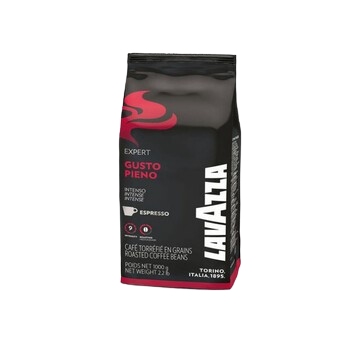 EXPERT
GUSTO
PIENO
INTENSO
INTENSE
INTENSE
ESPRESSO
9
CAFÉ TORRÉFIÉ EN GRAINS
ROASTED COFFEE BEANS
POIDS NET 1000 g
NET WEIGHT 2.2 lb
LAVAZZA
TORINO,
ITALIA, 1895